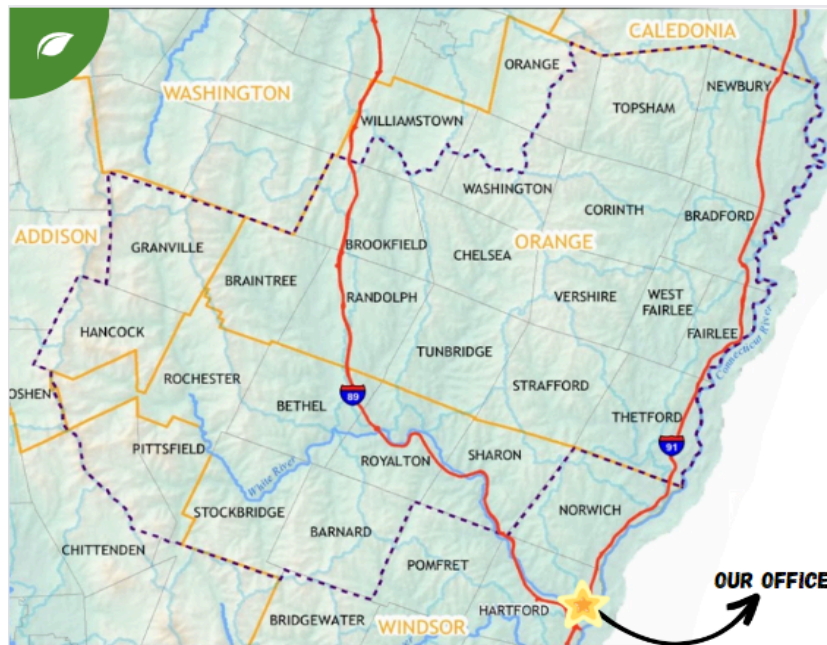 CALEDONIA
ORANGE
NEWBURY
WASHINGTON
TOPSHAM
WILLIAMSTOWN
WASHINGTON
CORINTH
BRADFORD
ADDISON
GRANVILLE
BROOKFIELD
ORANGE
CHELSEA
BRAINTREE
RANDOLPH
VERSHIRE
WEST
FAIRLEE
HANCOCK
FAIRLEE
Connecticut River
TUNBRIDGE
ROCHESTER
STRAFFORD
OSHEN
89
BETHEL
THETFORD
91
PITTSFIELD
SHARON
ROYALTON
White River
STOCKBRIDGE
NORWICH
BARNARD
CHITTENDEN
POMFRET
OUR OFFICE
HARTFORD
BRIDGEWATER
WINDSOR